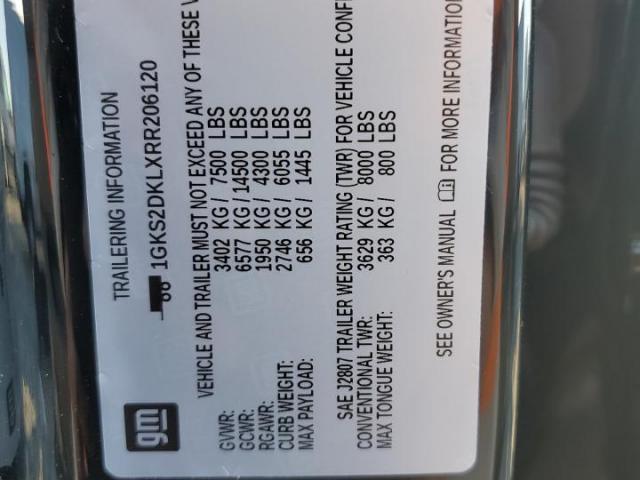 gm
TRAILERING INFORMATION
1GKS2DKLXRR206120
VEHICLE AND TRAILER MUST NOT EXCEED ANY OF THESE
GVWR: 3402 KG / 7500 LBS
GCWR: 6577 KG / 14500 LBS
RGAWR: 1950 KG / 4300 LBS
CURB WEIGHT: 2746 KG / 6055 LBS
MAX PAYLOAD: 656 KG / 1445 LBS
SAE J2807 TRAILER WEIGHT RATING (TWR) FOR VEHICLE
CONVENTIONAL TWR: 3629 KG / 8000 LBS
MAX TONGUE WEIGHT: 363 KG / 800 LBS
SEE OWNER'S MANUAL FOR MORE INFORMATION